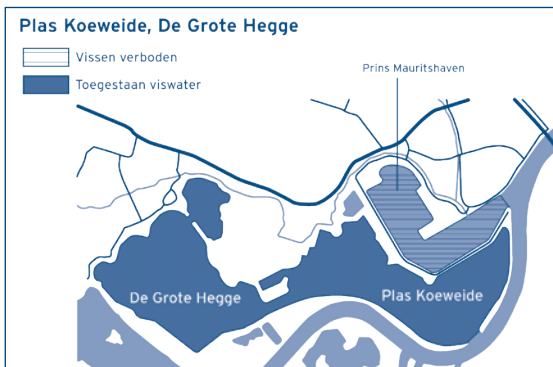 Plas Koeweide, De Grote Hegge
Vissen verboden
Toegestaan viswater
Prins Mauritshaven
De Grote Hegge
Plas Koeweide